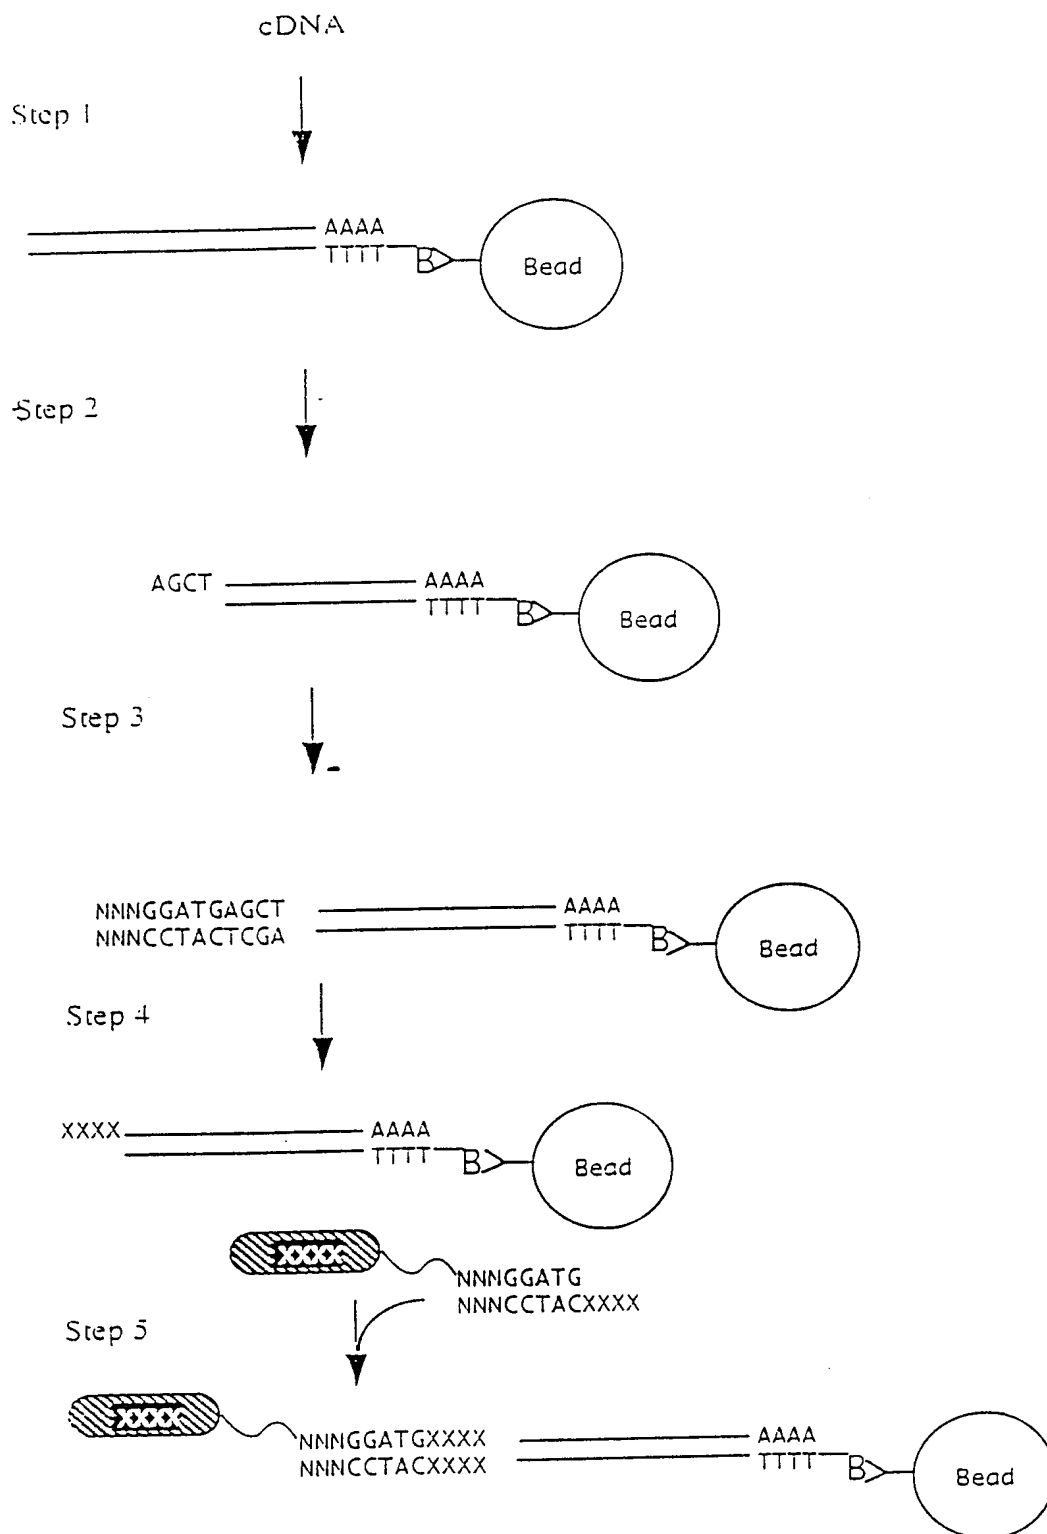 cDNA
Step 1
AAAA
TTTT
B
Bead
Step 2
AGCT
AAAA
TTTT
B
Bead
Step 3
NNNGGATGAGCT
NNNCCTACTCGA
AAAA
TTTT
B
Bead
Step 4
XXXX
AAAA
TTTT
B
Bead
XXXX
NNNGGATG
NNNCCTACXXXX
Step 5
XXXX
NNNGGATGXXXX
NNNCCTACXXXX
AAAA
TTTT
B
Bead